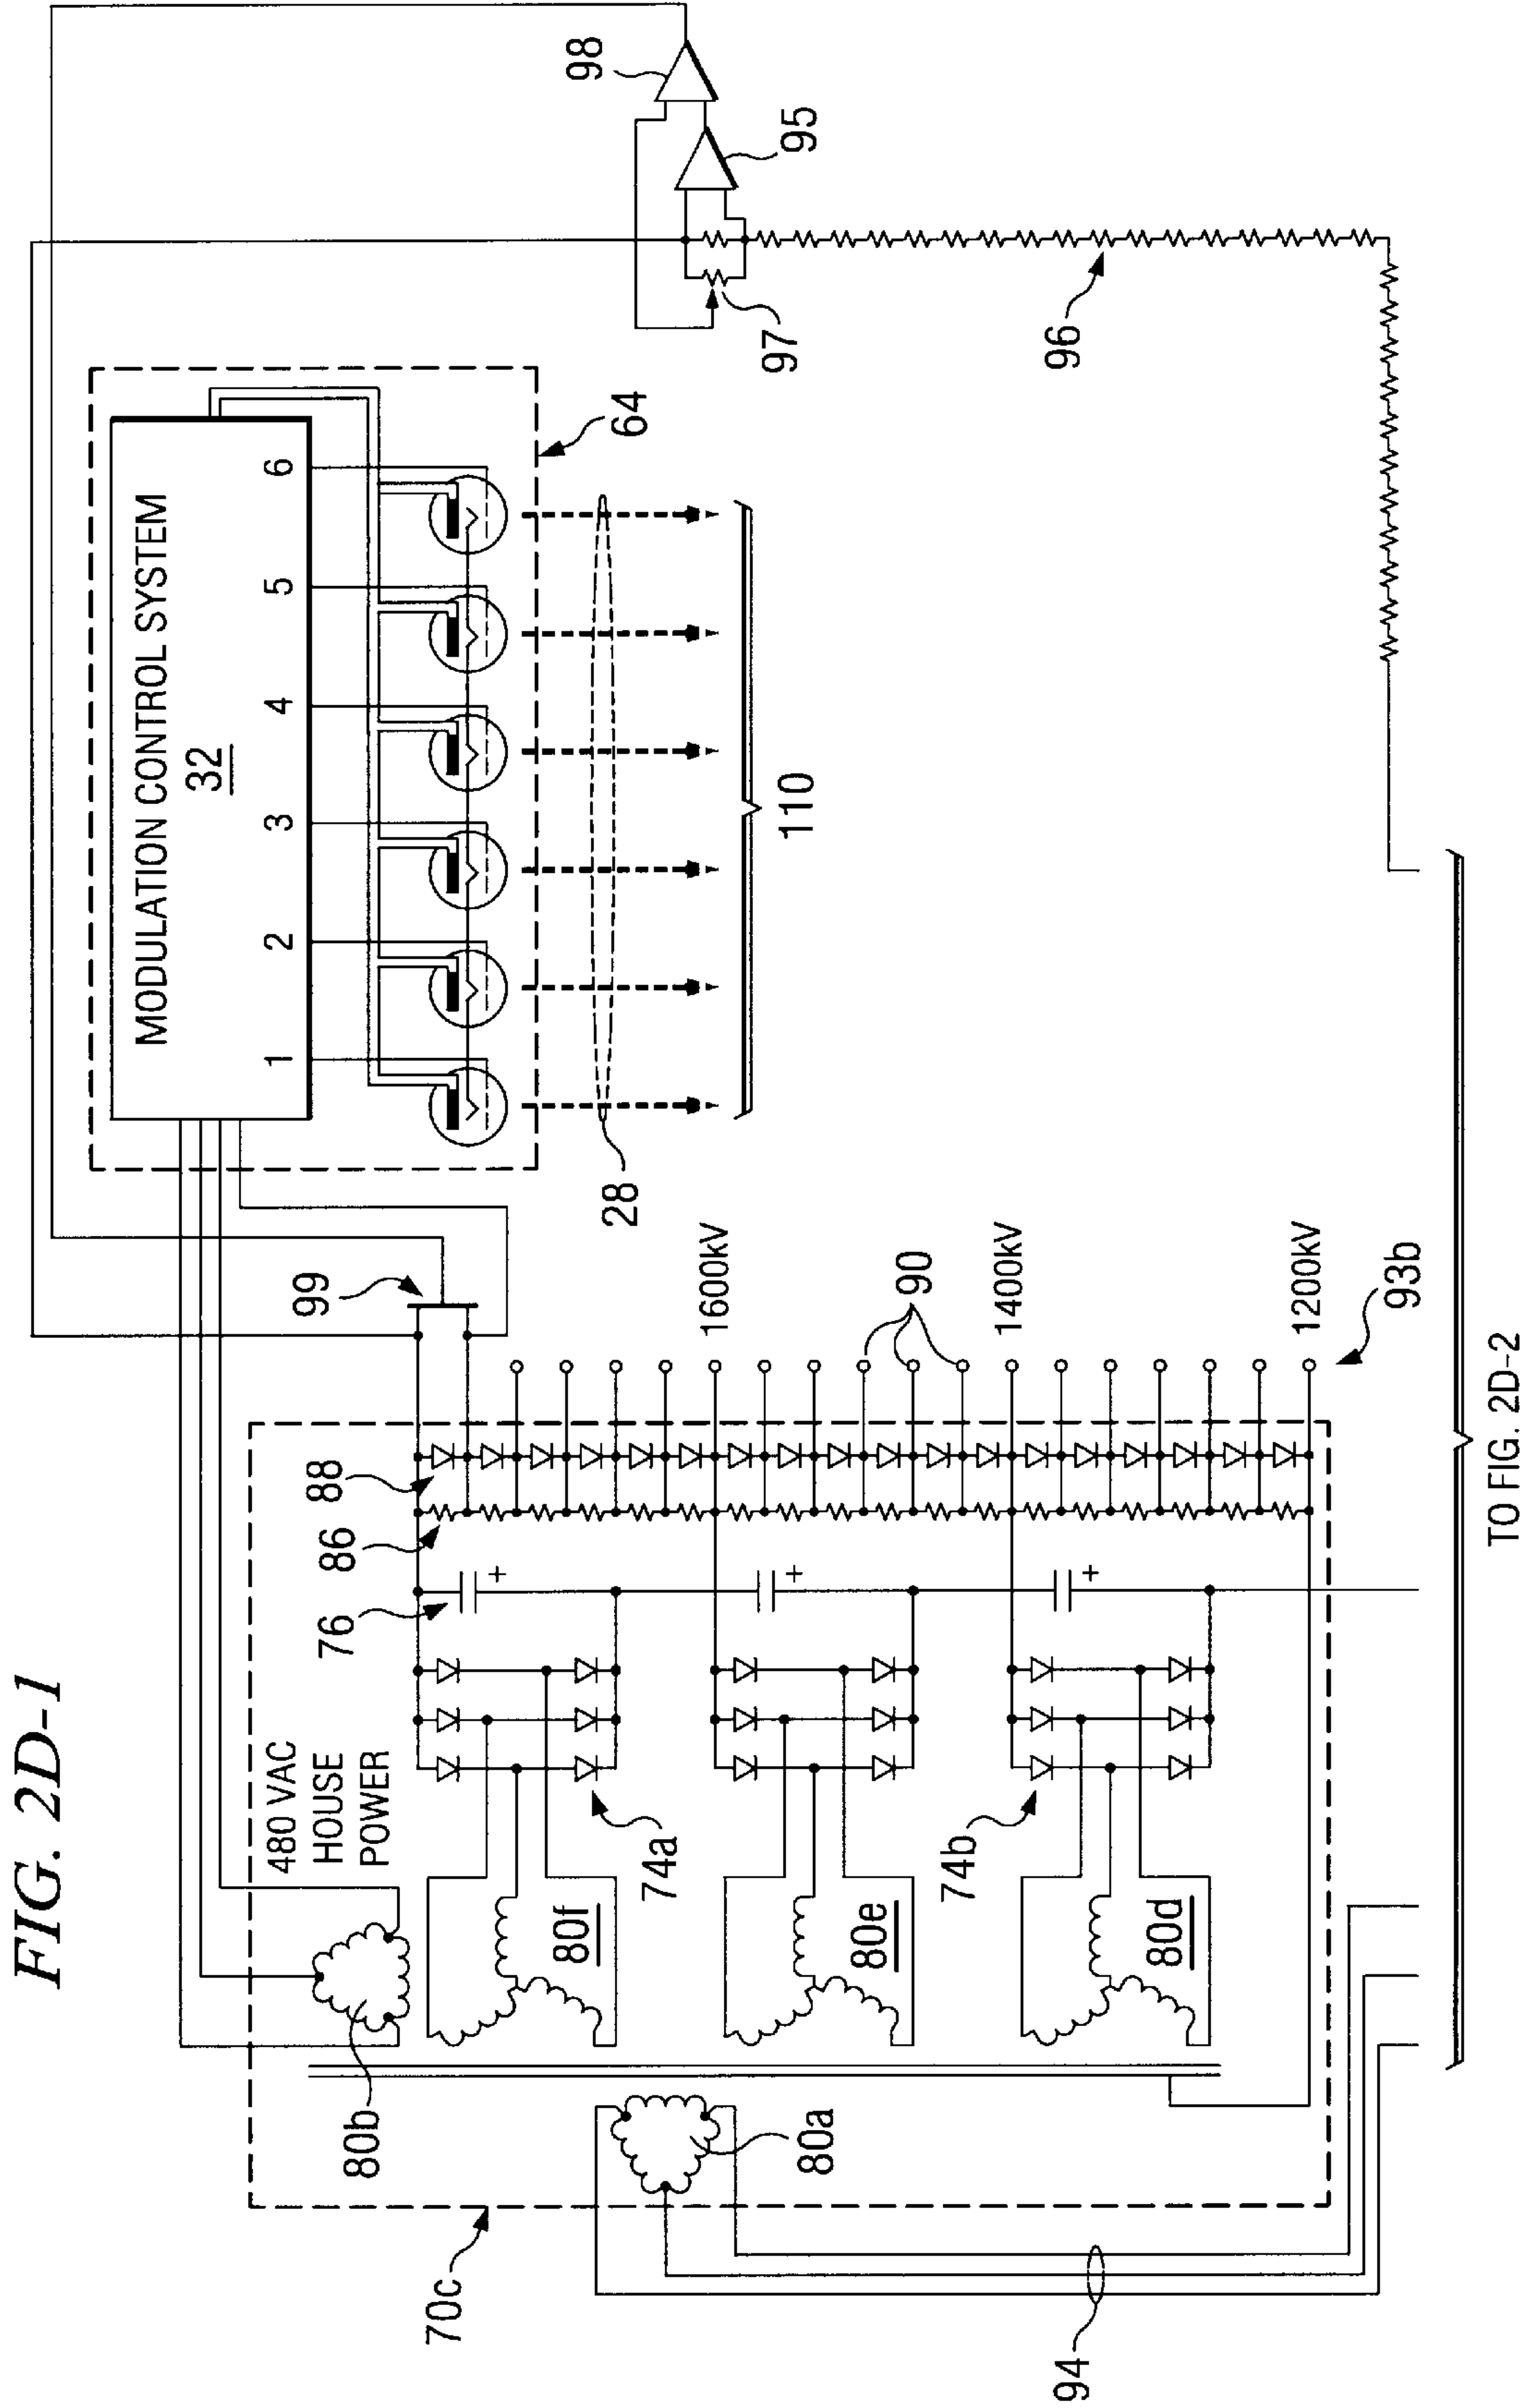 FIG. 2D-1
MODULATION CONTROL SYSTEM
32
1 2 3 4 5 6
64
98
95
97
96
28
110
99
480 VAC
HOUSE
POWER
88
86
76
+
+
+
1600kV
90
1400kV
1200kV
93b
74a
74b
80f
80e
80d
80b
80a
70c
94
TO FIG. 2D-2